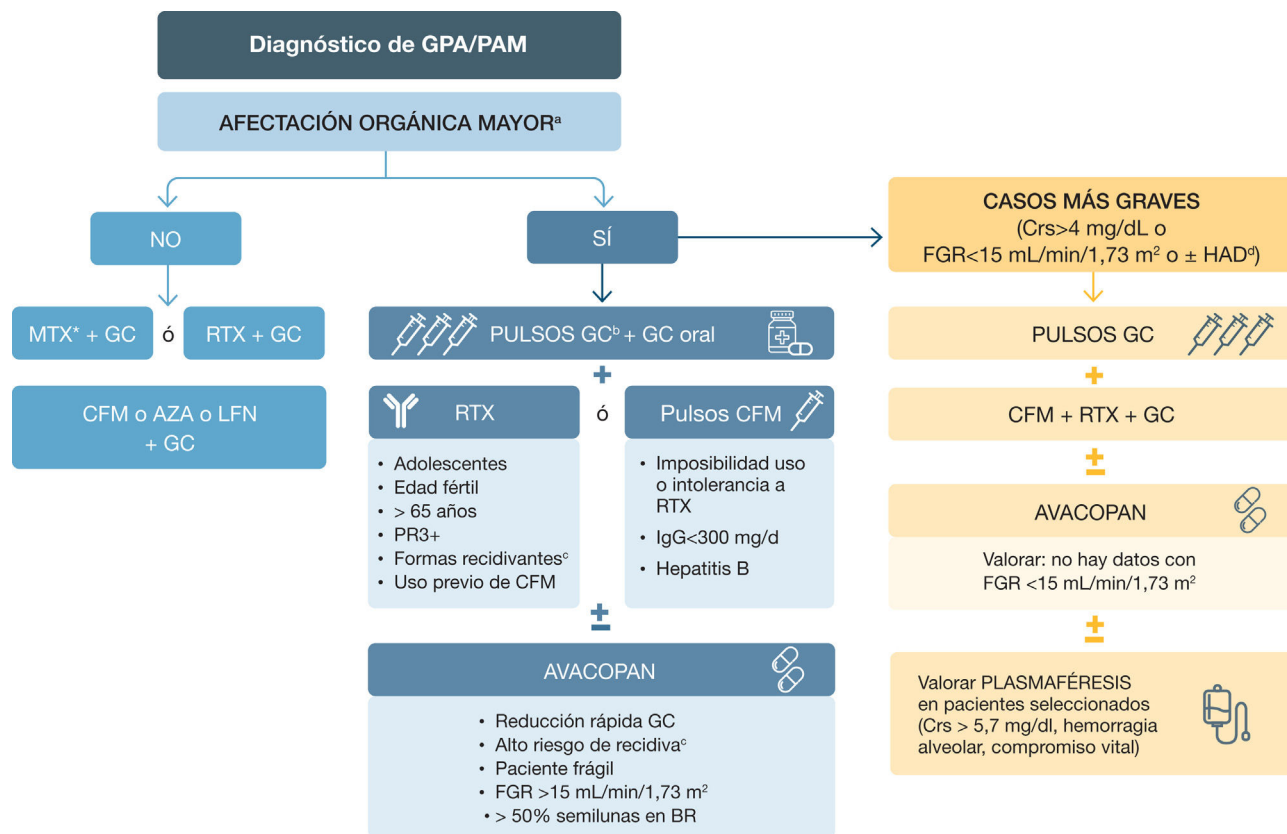 Diagnóstico de GPA/PAM
AFECTACIÓN ORGÁNICA MAYORᵃ
NO
MTX* + GC
ó
RTX + GC
CFM o AZA o LFN
+ GC
SÍ
PULSOS GCᵇ + GC oral
+
RTX
• Adolescentes
• Edad fértil
• > 65 años
• PR3+
• Formas recidivantesᶜ
• Uso previo de CFM
ó
Pulsos CFM
• Imposibilidad uso
o intolerancia a
RTX
• IgG<300 mg/d
• Hepatitis B
±
AVACOPAN
• Reducción rápida GC
• Alto riesgo de recidivaᶜ
• Paciente frágil
• FGR >15 mL/min/1,73 m²
• > 50% semilunas en BR
CASOS MÁS GRAVES
(Crs>4 mg/dL o
FGR<15 mL/min/1,73 m² o ± HADᵈ)
PULSOS GC
+
CFM + RTX + GC
±
AVACOPAN
Valorar: no hay datos con
FGR <15 mL/min/1,73 m²
±
Valorar PLASMAFÉRESIS
en pacientes seleccionados
(Crs > 5,7 mg/dl, hemorragia
alveolar, compromiso vital)